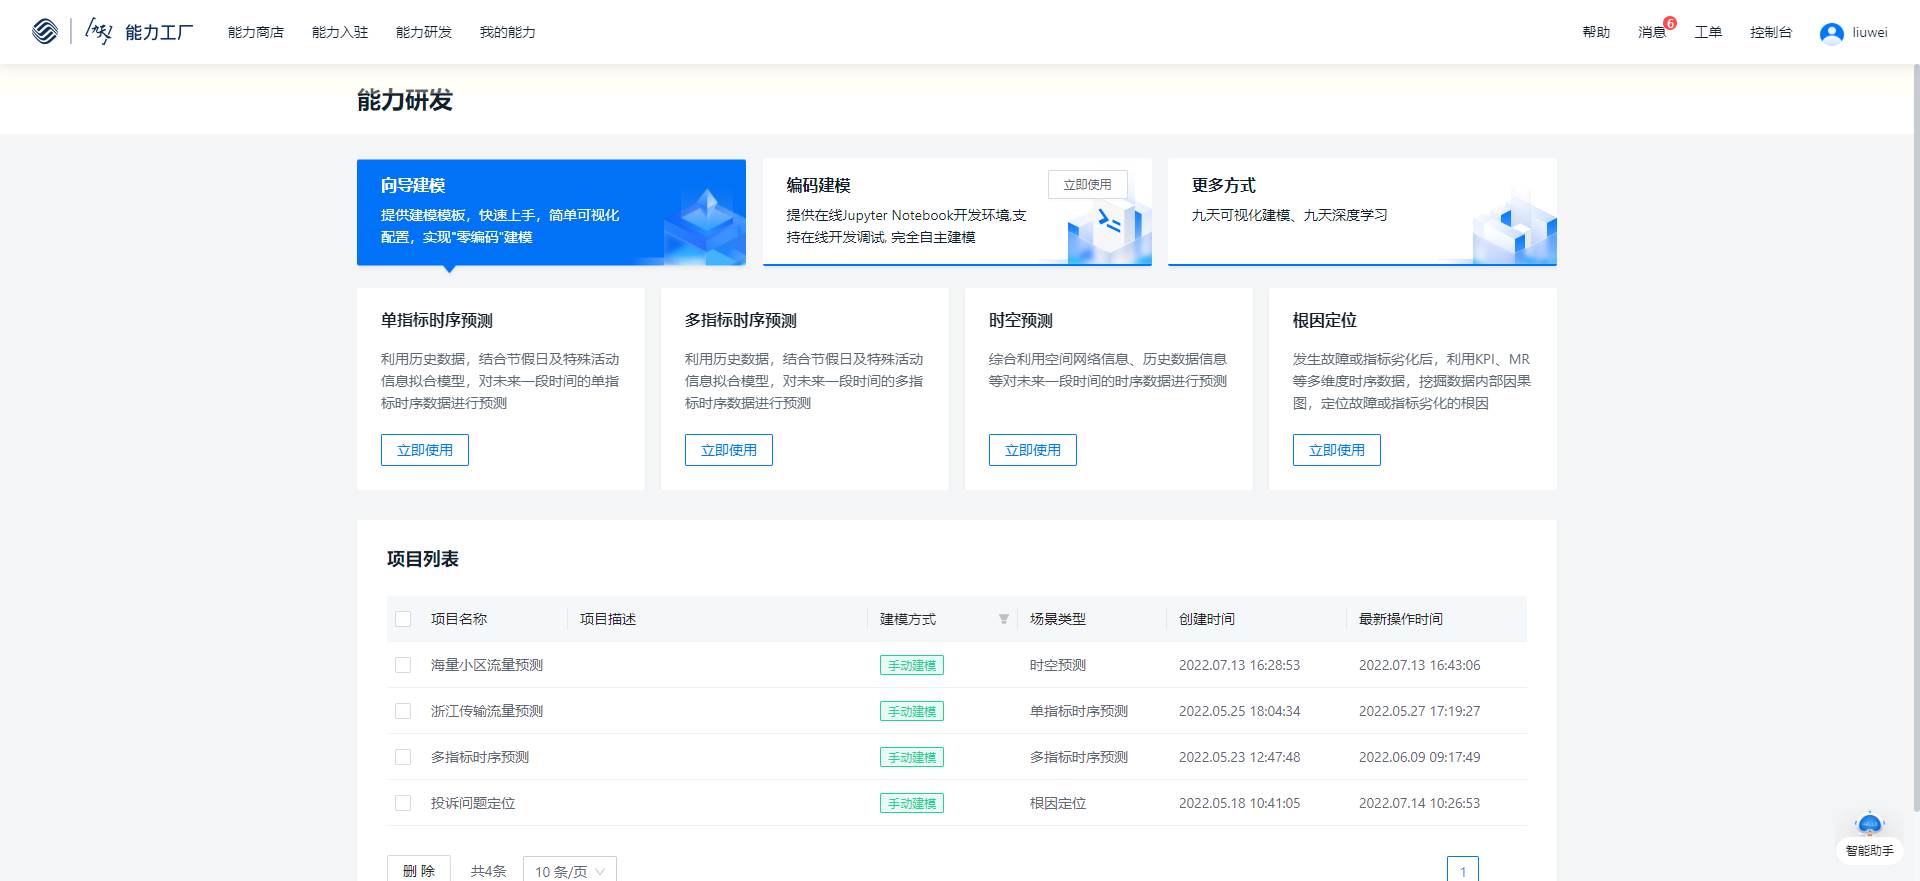 能力工厂 能力商店 能力入驻 能力研发 我的能力 帮助 消息 6 工单 控制台 liuwei
能力研发
向导建模
提供建模模板，快速上手，简单可视化
配置，实现"零编码"建模
编码建模 立即使用
提供在线Jupyter Notebook开发环境,支
持在线开发调试, 完全自主建模
更多方式
九天可视化建模、九天深度学习
单指标时序预测
利用历史数据，结合节假日及特殊活动
信息拟合模型，对未来一段时间的单指
标时序数据进行预测
立即使用
多指标时序预测
利用历史数据，结合节假日及特殊活动
信息拟合模型，对未来一段时间的多指
标时序数据进行预测
立即使用
时空预测
综合利用空间网络信息、历史数据信息
等对未来一段时间的时序数据进行预测
立即使用
根因定位
发生故障或指标劣化后，利用KPI、MR
等多维度时序数据，挖掘数据内部因果
图，定位故障或指标劣化的根因
立即使用
项目列表
项目名称 项目描述 建模方式 场景类型 创建时间 最新操作时间
海量小区流量预测 手动建模 时空预测 2022.07.13 16:28:53 2022.07.13 16:43:06
浙江传输流量预测 手动建模 单指标时序预测 2022.05.25 18:04:34 2022.05.27 17:19:27
多指标时序预测 手动建模 多指标时序预测 2022.05.23 12:47:48 2022.06.09 09:17:49
投诉问题定位 手动建模 根因定位 2022.05.18 10:41:05 2022.07.14 10:26:53
智能助手
删 除 共4条 10 条/页 1